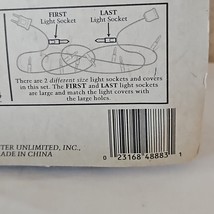 FIRST LAST
Light Socket Light Socket
There are 2 different size light sockets and covers
in this set. The FIRST and LAST light sockets
are large and match the light covers with
the large holes.
TER UNLIMITED, INC.,
ADE IN CHINA
0 23168 48883 1